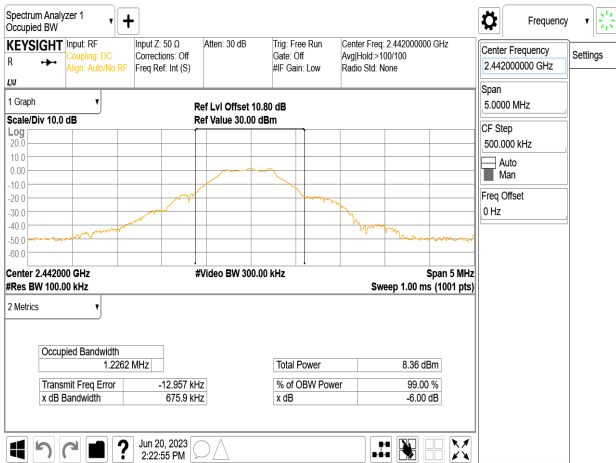 Spectrum Analyzer 1
Occupied BW
Frequency
KEYSIGHT
R
Input: RF
Coupling: DC
Align: Auto/No RF
Input Z: 50 Ω
Corrections: Off
Freq Ref: Int (S)
Atten: 30 dB
Trig: Free Run
Gate: Off
#IF Gain: Low
Center Freq: 2.442000000 GHz
Avg|Hold:>100/100
Radio Std: None
Center Frequency
2.442000000 GHz
Settings
Span
5.0000 MHz
CF Step
500.000 kHz
Auto
Man
Freq Offset
0 Hz
1 Graph
Scale/Div 10.0 dB
Ref Lvl Offset 10.80 dB
Ref Value 30.00 dBm
Log
20.0
10.0
0.00
-10.0
-20.0
-30.0
-40.0
-50.0
-60.0
Center 2.442000 GHz
#Res BW 100.00 kHz
#Video BW 300.00 kHz
Span 5 MHz
Sweep 1.00 ms (1001 pts)
2 Metrics
Occupied Bandwidth
1.2262 MHz
Total Power 8.36 dBm
Transmit Freq Error -12.957 kHz
% of OBW Power 99.00 %
x dB Bandwidth 675.9 kHz
x dB -6.00 dB
?
Jun 20, 2023
2:22:55 PM